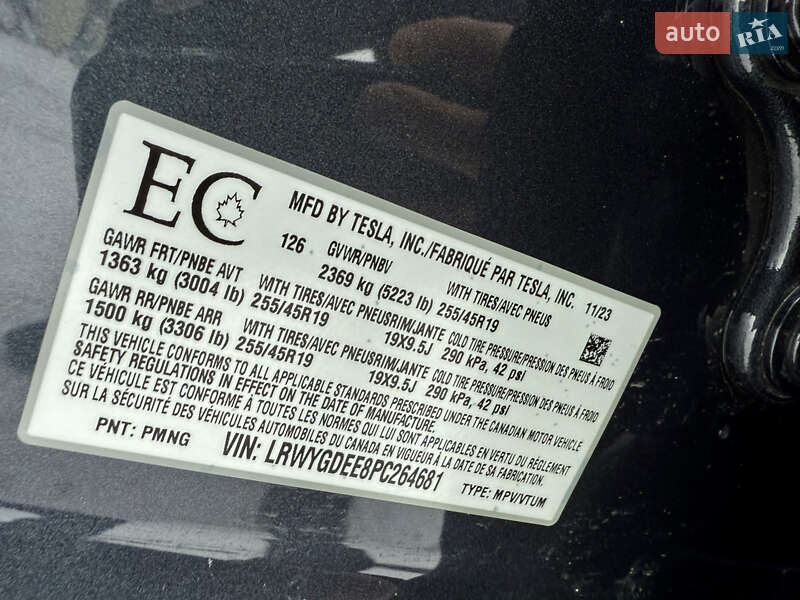 auto RIA.com
EC
MFD BY TESLA, INC./FABRIQUÉ PAR TESLA, INC. 11/23
126 GVWR/PNBV
2369 kg (5223 lb)
GAWR FRT/PNBE AVT WITH TIRES/AVEC PNEUS RIM/JANTE COLD TIRE PRESSURE/PRESSION DES PNEUS À FROID
1363 kg (3004 lb) 255/45R19 19X9.5J 290 kPa, 42 psi
WITH TIRES/AVEC PNEUS
255/45R19
GAWR RR/PNBE ARR WITH TIRES/AVEC PNEUS RIM/JANTE COLD TIRE PRESSURE/PRESSION DES PNEUS À FROID
1500 kg (3306 lb) 255/45R19 19X9.5J 290 kPa, 42 psi
THIS VEHICLE CONFORMS TO ALL APPLICABLE STANDARDS PRESCRIBED UNDER THE CANADIAN MOTOR VEHICLE
SAFETY REGULATIONS IN EFFECT ON THE DATE OF MANUFACTURE.
CE VÉHICULE EST CONFORME À TOUTES LES NORMES QUI LUI SONT APPLICABLES EN VERTU DU RÈGLEMENT
SUR LA SÉCURITÉ DES VÉHICULES AUTOMOBILES DU CANADA EN VIGUEUR À LA DATE DE SA FABRICATION.
PNT: PMNG VIN: LRWYGDEE8PC264681 TYPE: MPV/VTUM